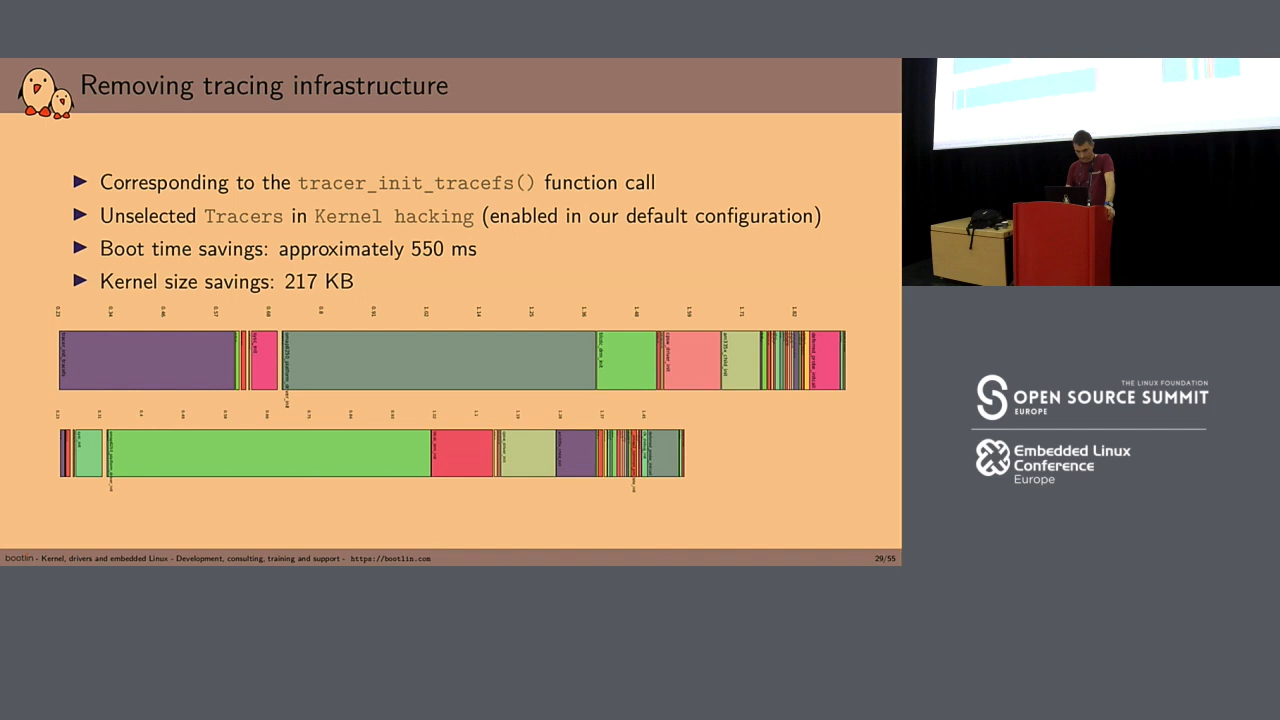 Removing tracing infrastructure
Corresponding to the tracer_init_tracefs() function call
Unselected Tracers in Kernel hacking (enabled in our default configuration)
Boot time savings: approximately 550 ms
Kernel size savings: 217 KB
bootlin - Kernel, drivers and embedded Linux - Development, consulting, training and support - https://bootlin.com
29/55
THE LINUX FOUNDATION
OPEN SOURCE SUMMIT
EUROPE
Embedded Linux
Conference
Europe